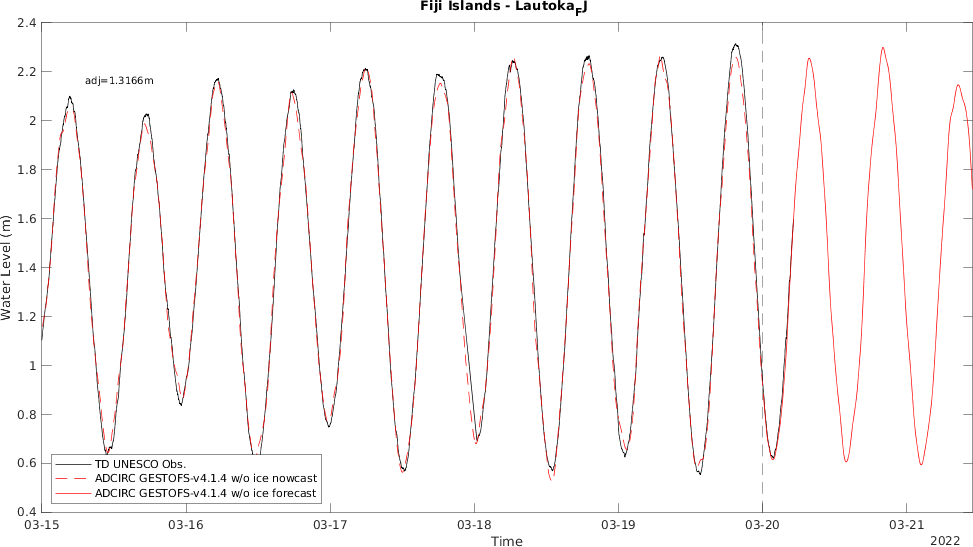 Fiji Islands - Lautoka_FJ
2.4
adj=1.3166m
2.2
2
1.8
1.6
1.4
1.2
1
0.8
0.6
0.4
Water Level (m)
TD UNESCO Obs.
ADCIRC GESTOFS-v4.1.4 w/o ice nowcast
ADCIRC GESTOFS-v4.1.4 w/o ice forecast
03-15 03-16 03-17 03-18 03-19 03-20 03-21
Time
2022